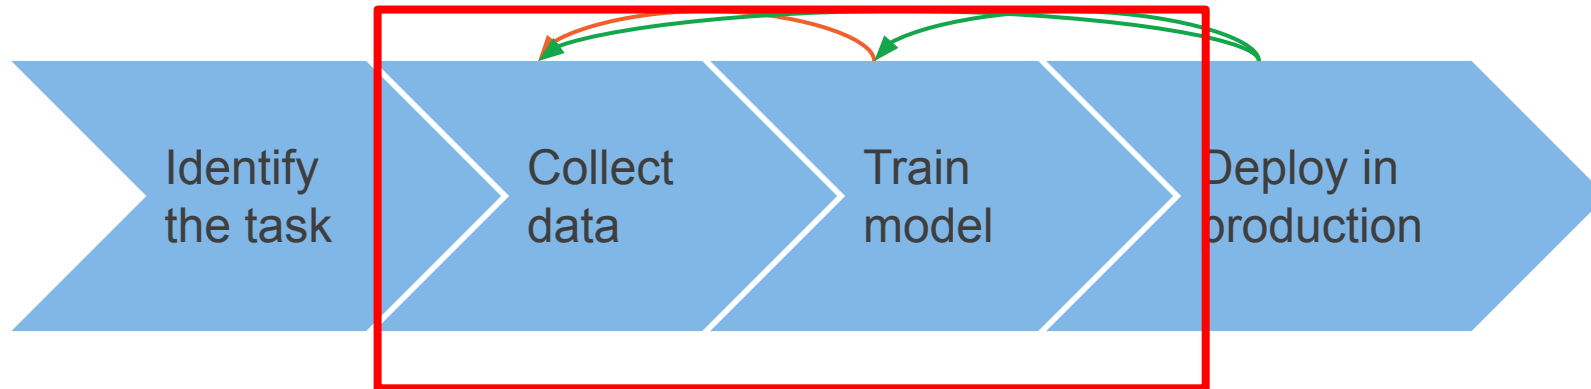 Identify
the task
Collect
data
Train
model
Deploy in
production